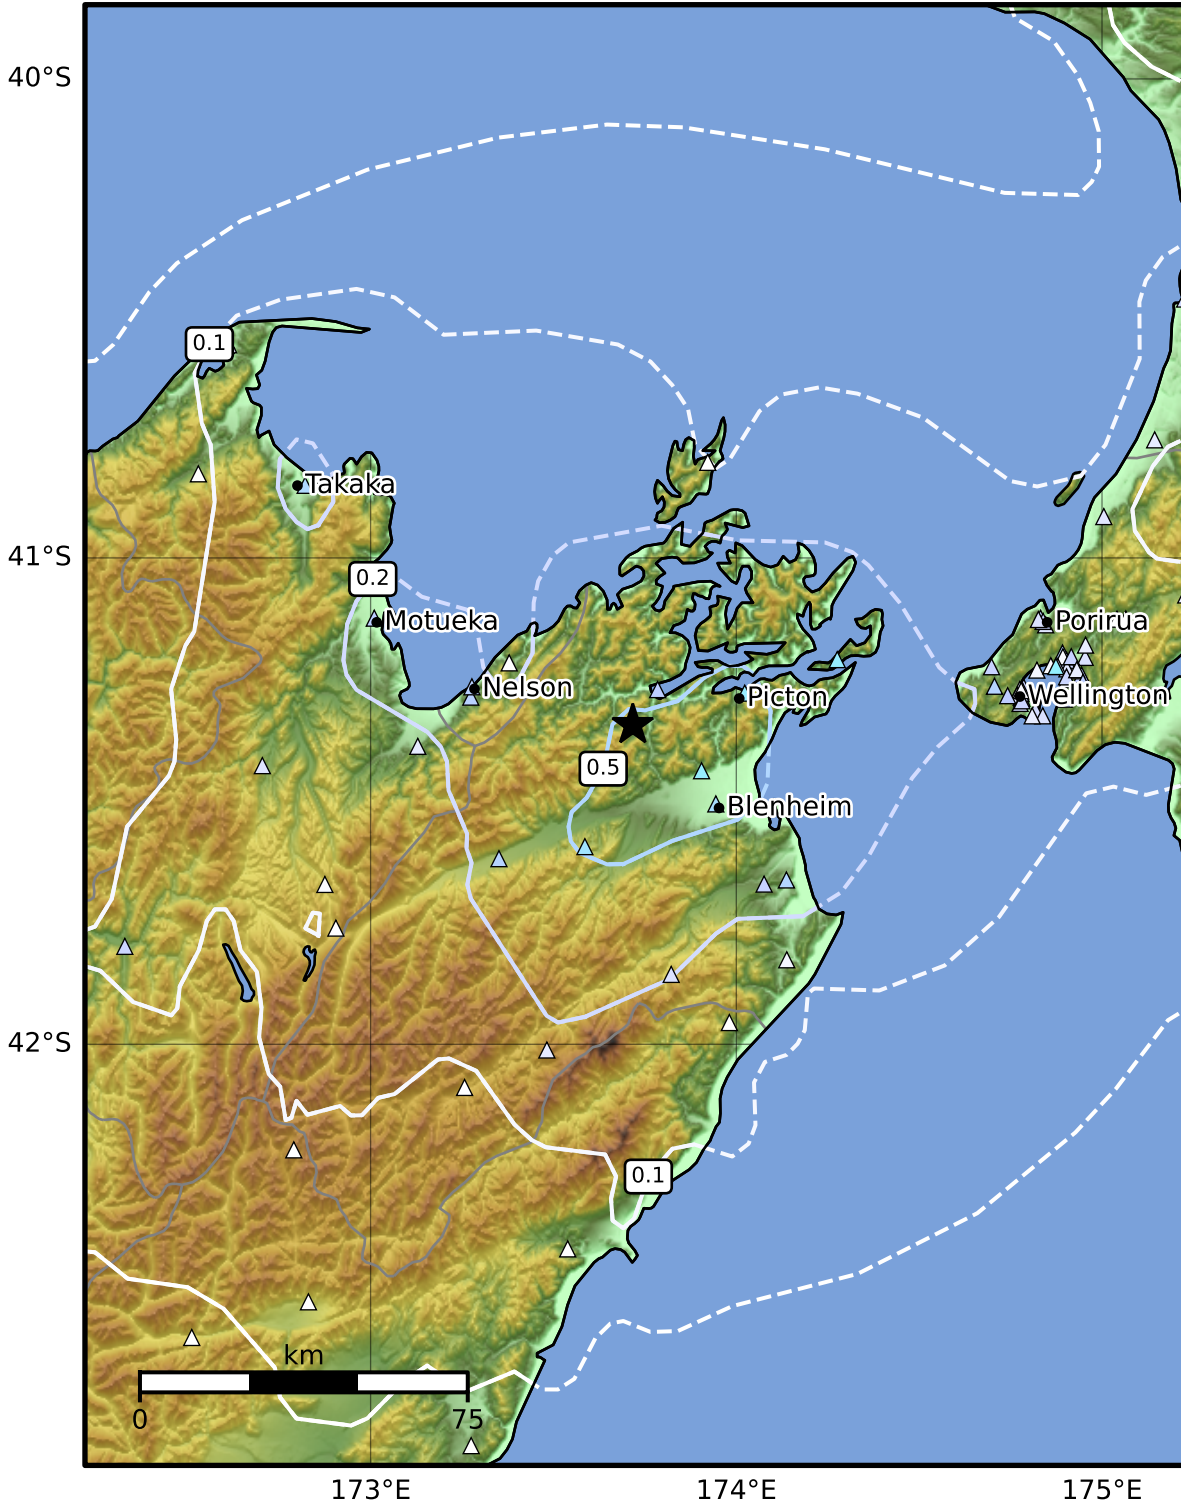 40°S
0.1
Takaka
41°S
0.2
Motueka
Porirua
Nelson
Picton
Wellington
0.5
Blenheim
42°S
0.1
km
0
75
173°E
174°E
175°E